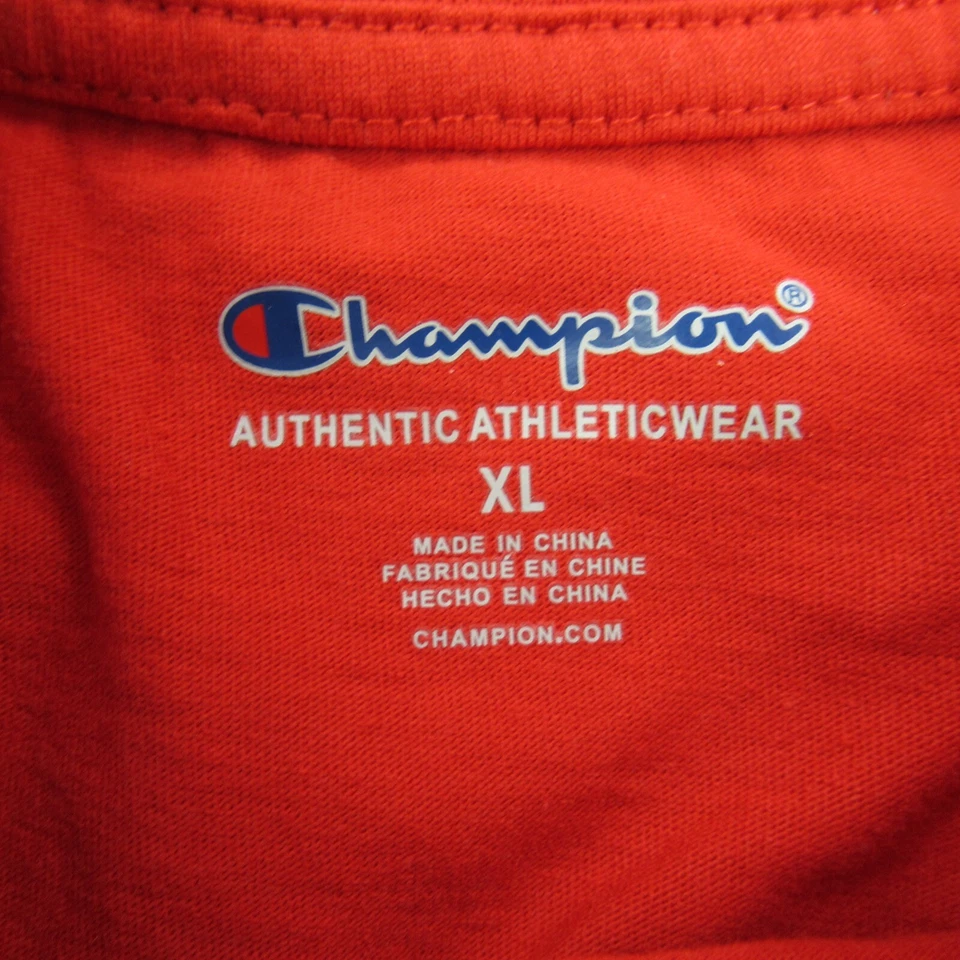 Champion®
AUTHENTIC ATHLETICWEAR
XL
MADE IN CHINA
FABRIQUÉ EN CHINE
HECHO EN CHINA
CHAMPION.COM